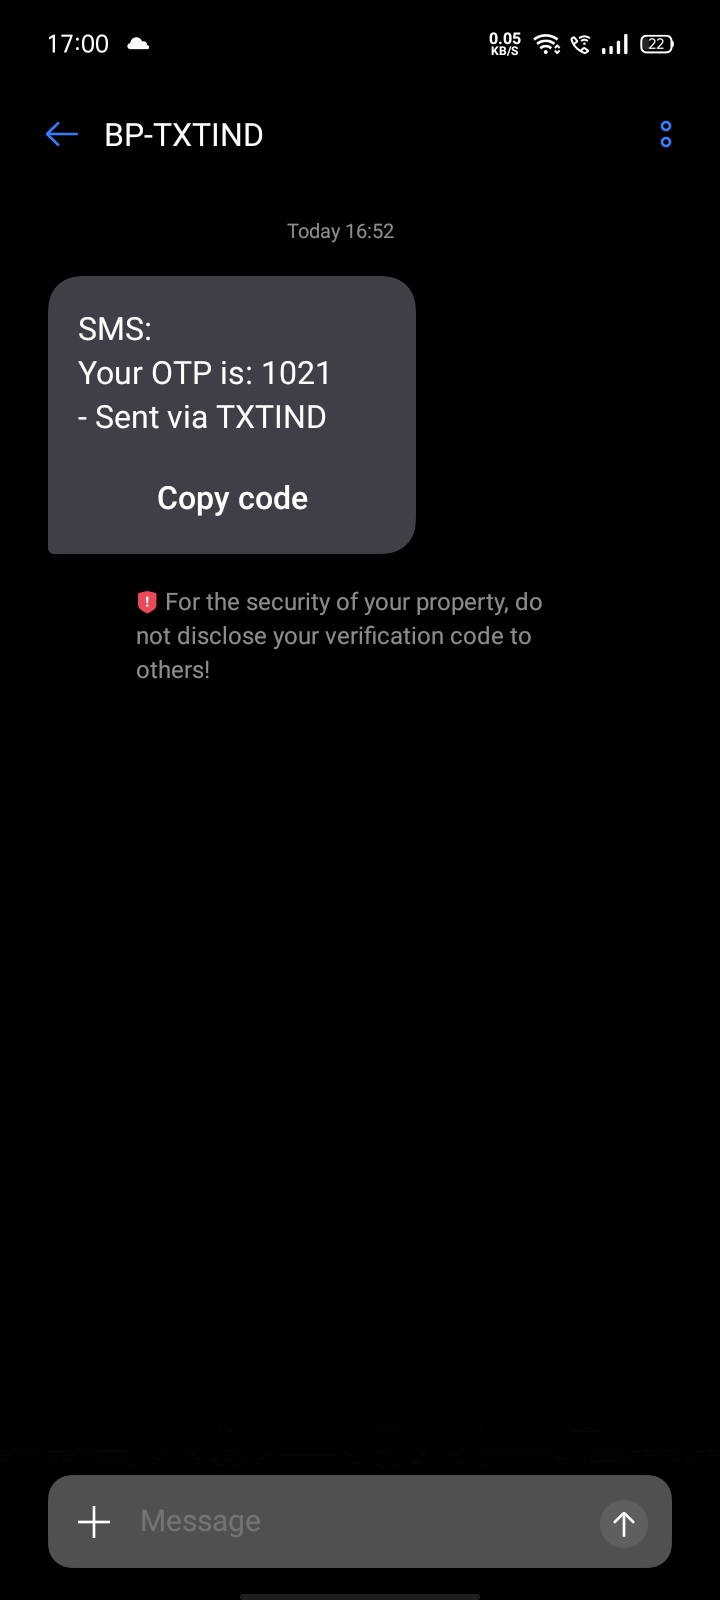 17:00 0.05 KB/S 22
BP-TXTIND
Today 16:52
SMS:
Your OTP is: 1021
- Sent via TXTIND
Copy code
For the security of your property, do
not disclose your verification code to
others!
Message